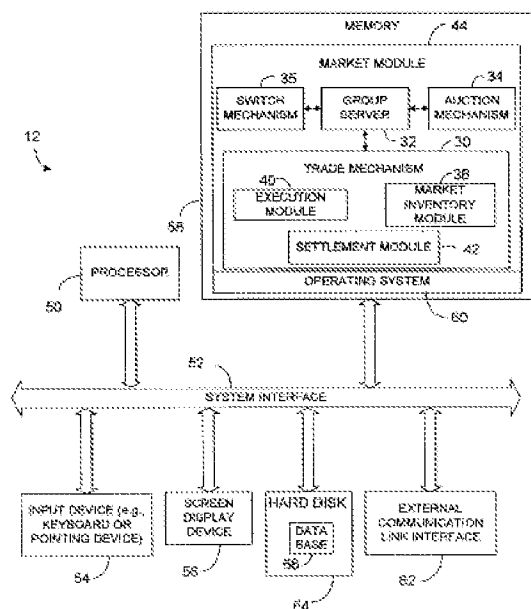 MEMORY
44
MARKET MODULE
35
34
SWITCH MECHANISM
GROUP SERVER
AUCTION MECHANISM
32
30
12
TRADE MECHANISM
40
38
EXECUTION MODULE
MARKET INVENTORY MODULE
58
SETTLEMENT MODULE
42
PROCESSOR
OPERATING SYSTEM
50
60
52
SYSTEM INTERFACE
INPUT DEVICE (e.g., KEYBOARD OR POINTING DEVICE)
SCREEN DISPLAY DEVICE
HARD DISK
DATA BASE
EXTERNAL COMMUNICATION LINK INTERFACE
54
56
62
64